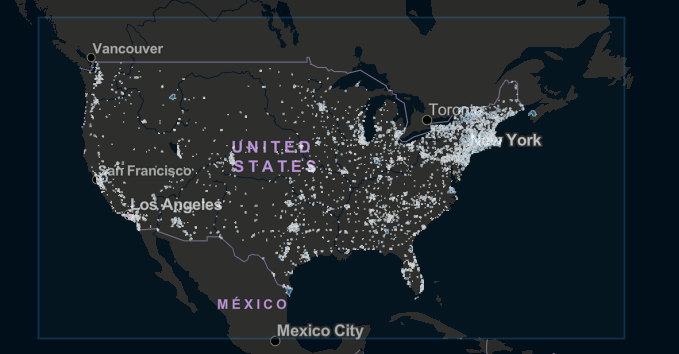 Vancouver
Toronto
New York
UNITED
STATES
San Francisco
Los Angeles
MÉXICO
Mexico City